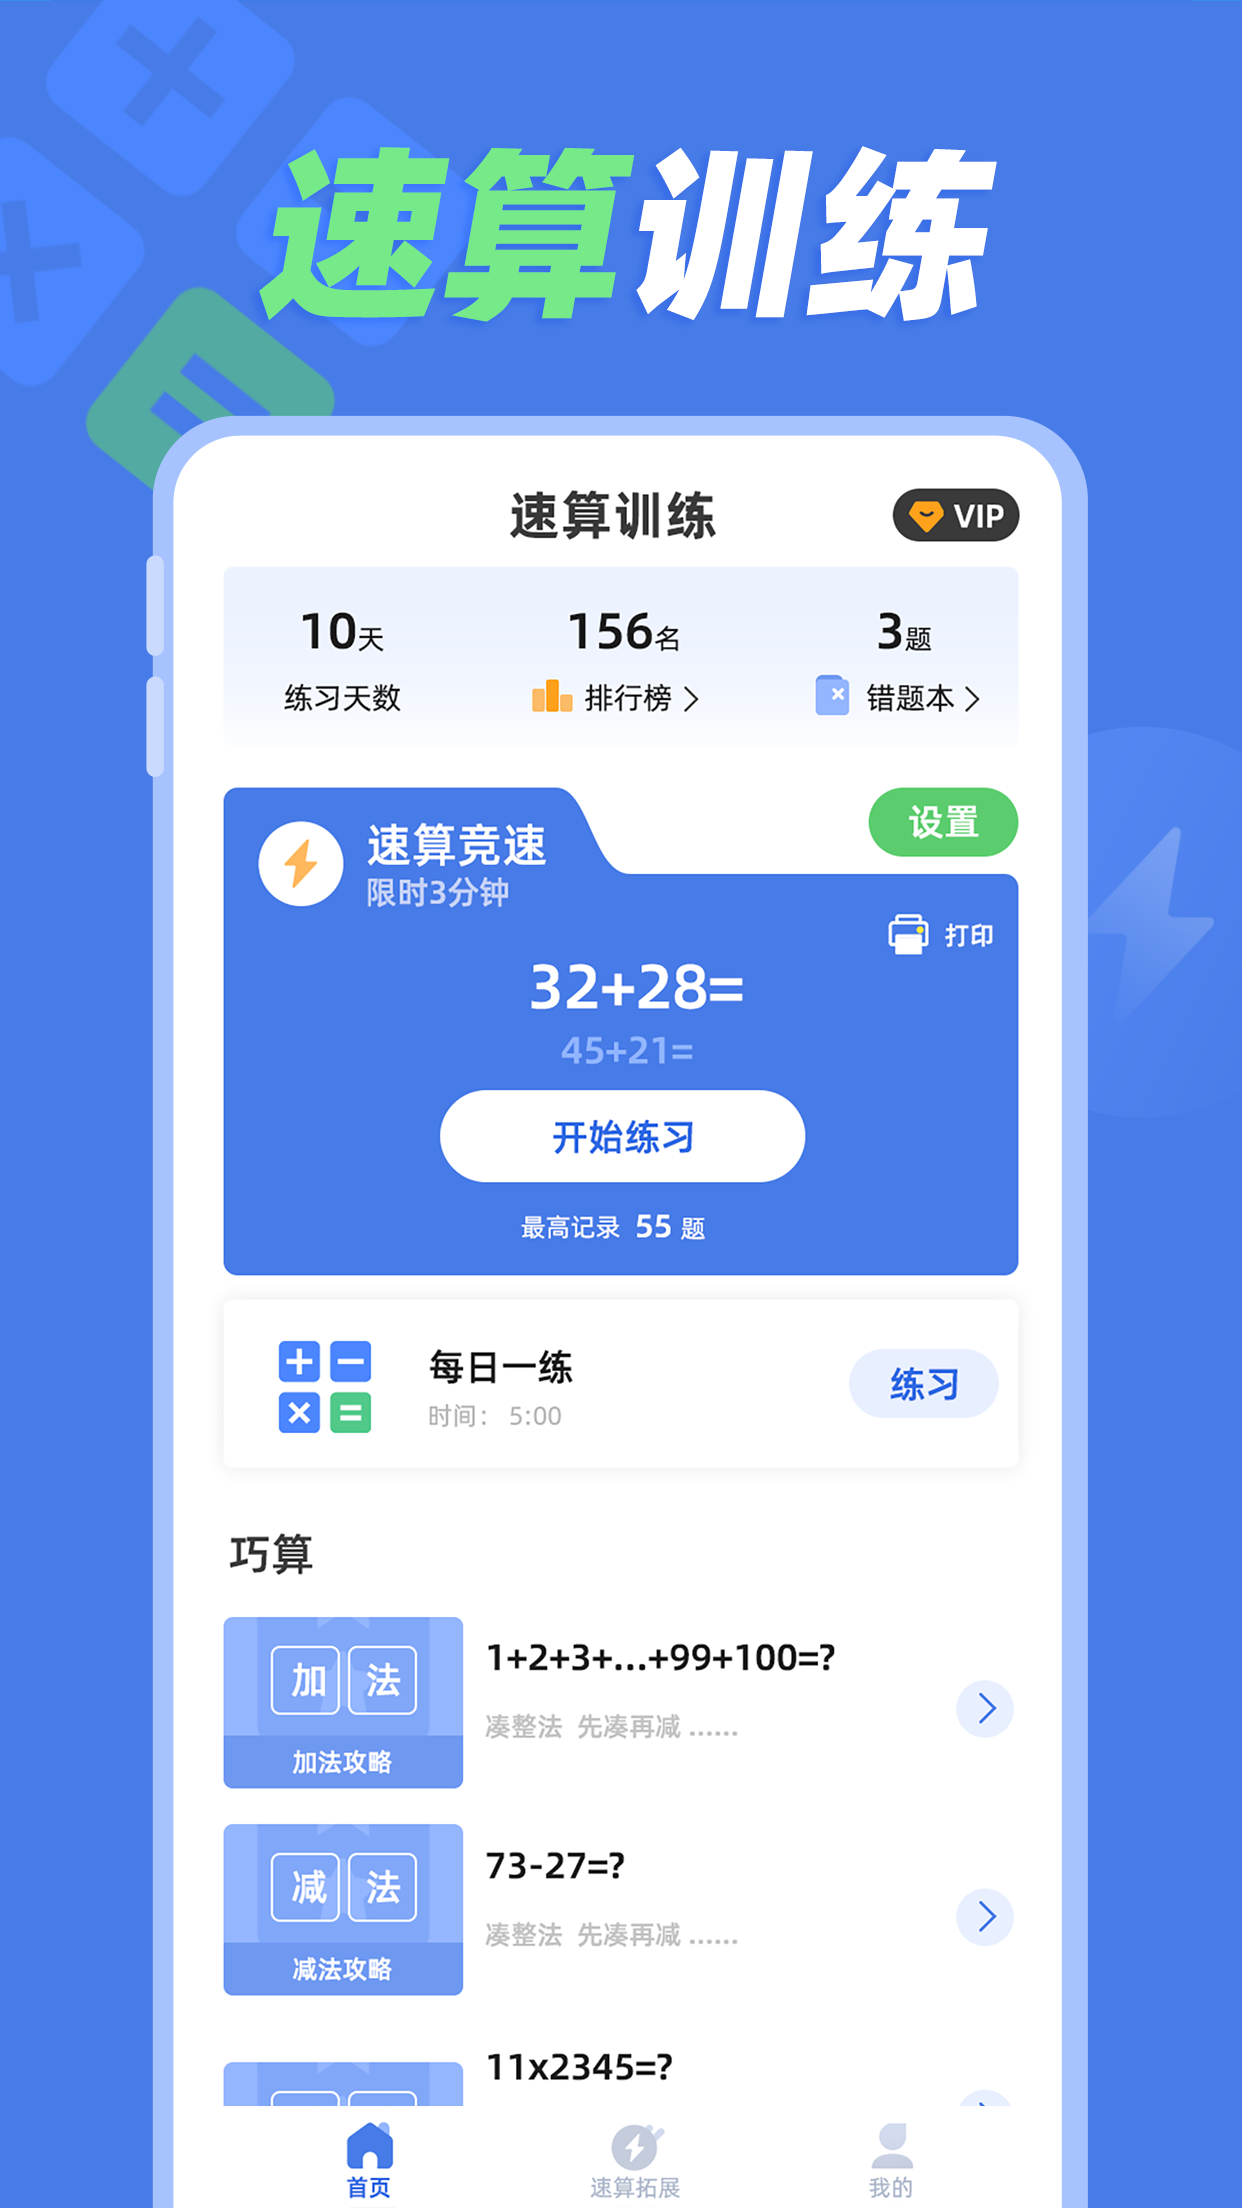 速算训练
速算训练
VIP
10天
156名
3题
练习天数
排行榜
错题本
速算竞速
设置
限时3分钟
打印
32+28=
45+21=
开始练习
最高记录 55 题
每日一练
时间： 5:00
练习
巧算
加 法
加法攻略
1+2+3+...+99+100=?
凑整法 先凑再减 ......
减 法
减法攻略
73-27=?
凑整法 先凑再减 ......
11x2345=?
首页
速算拓展
我的